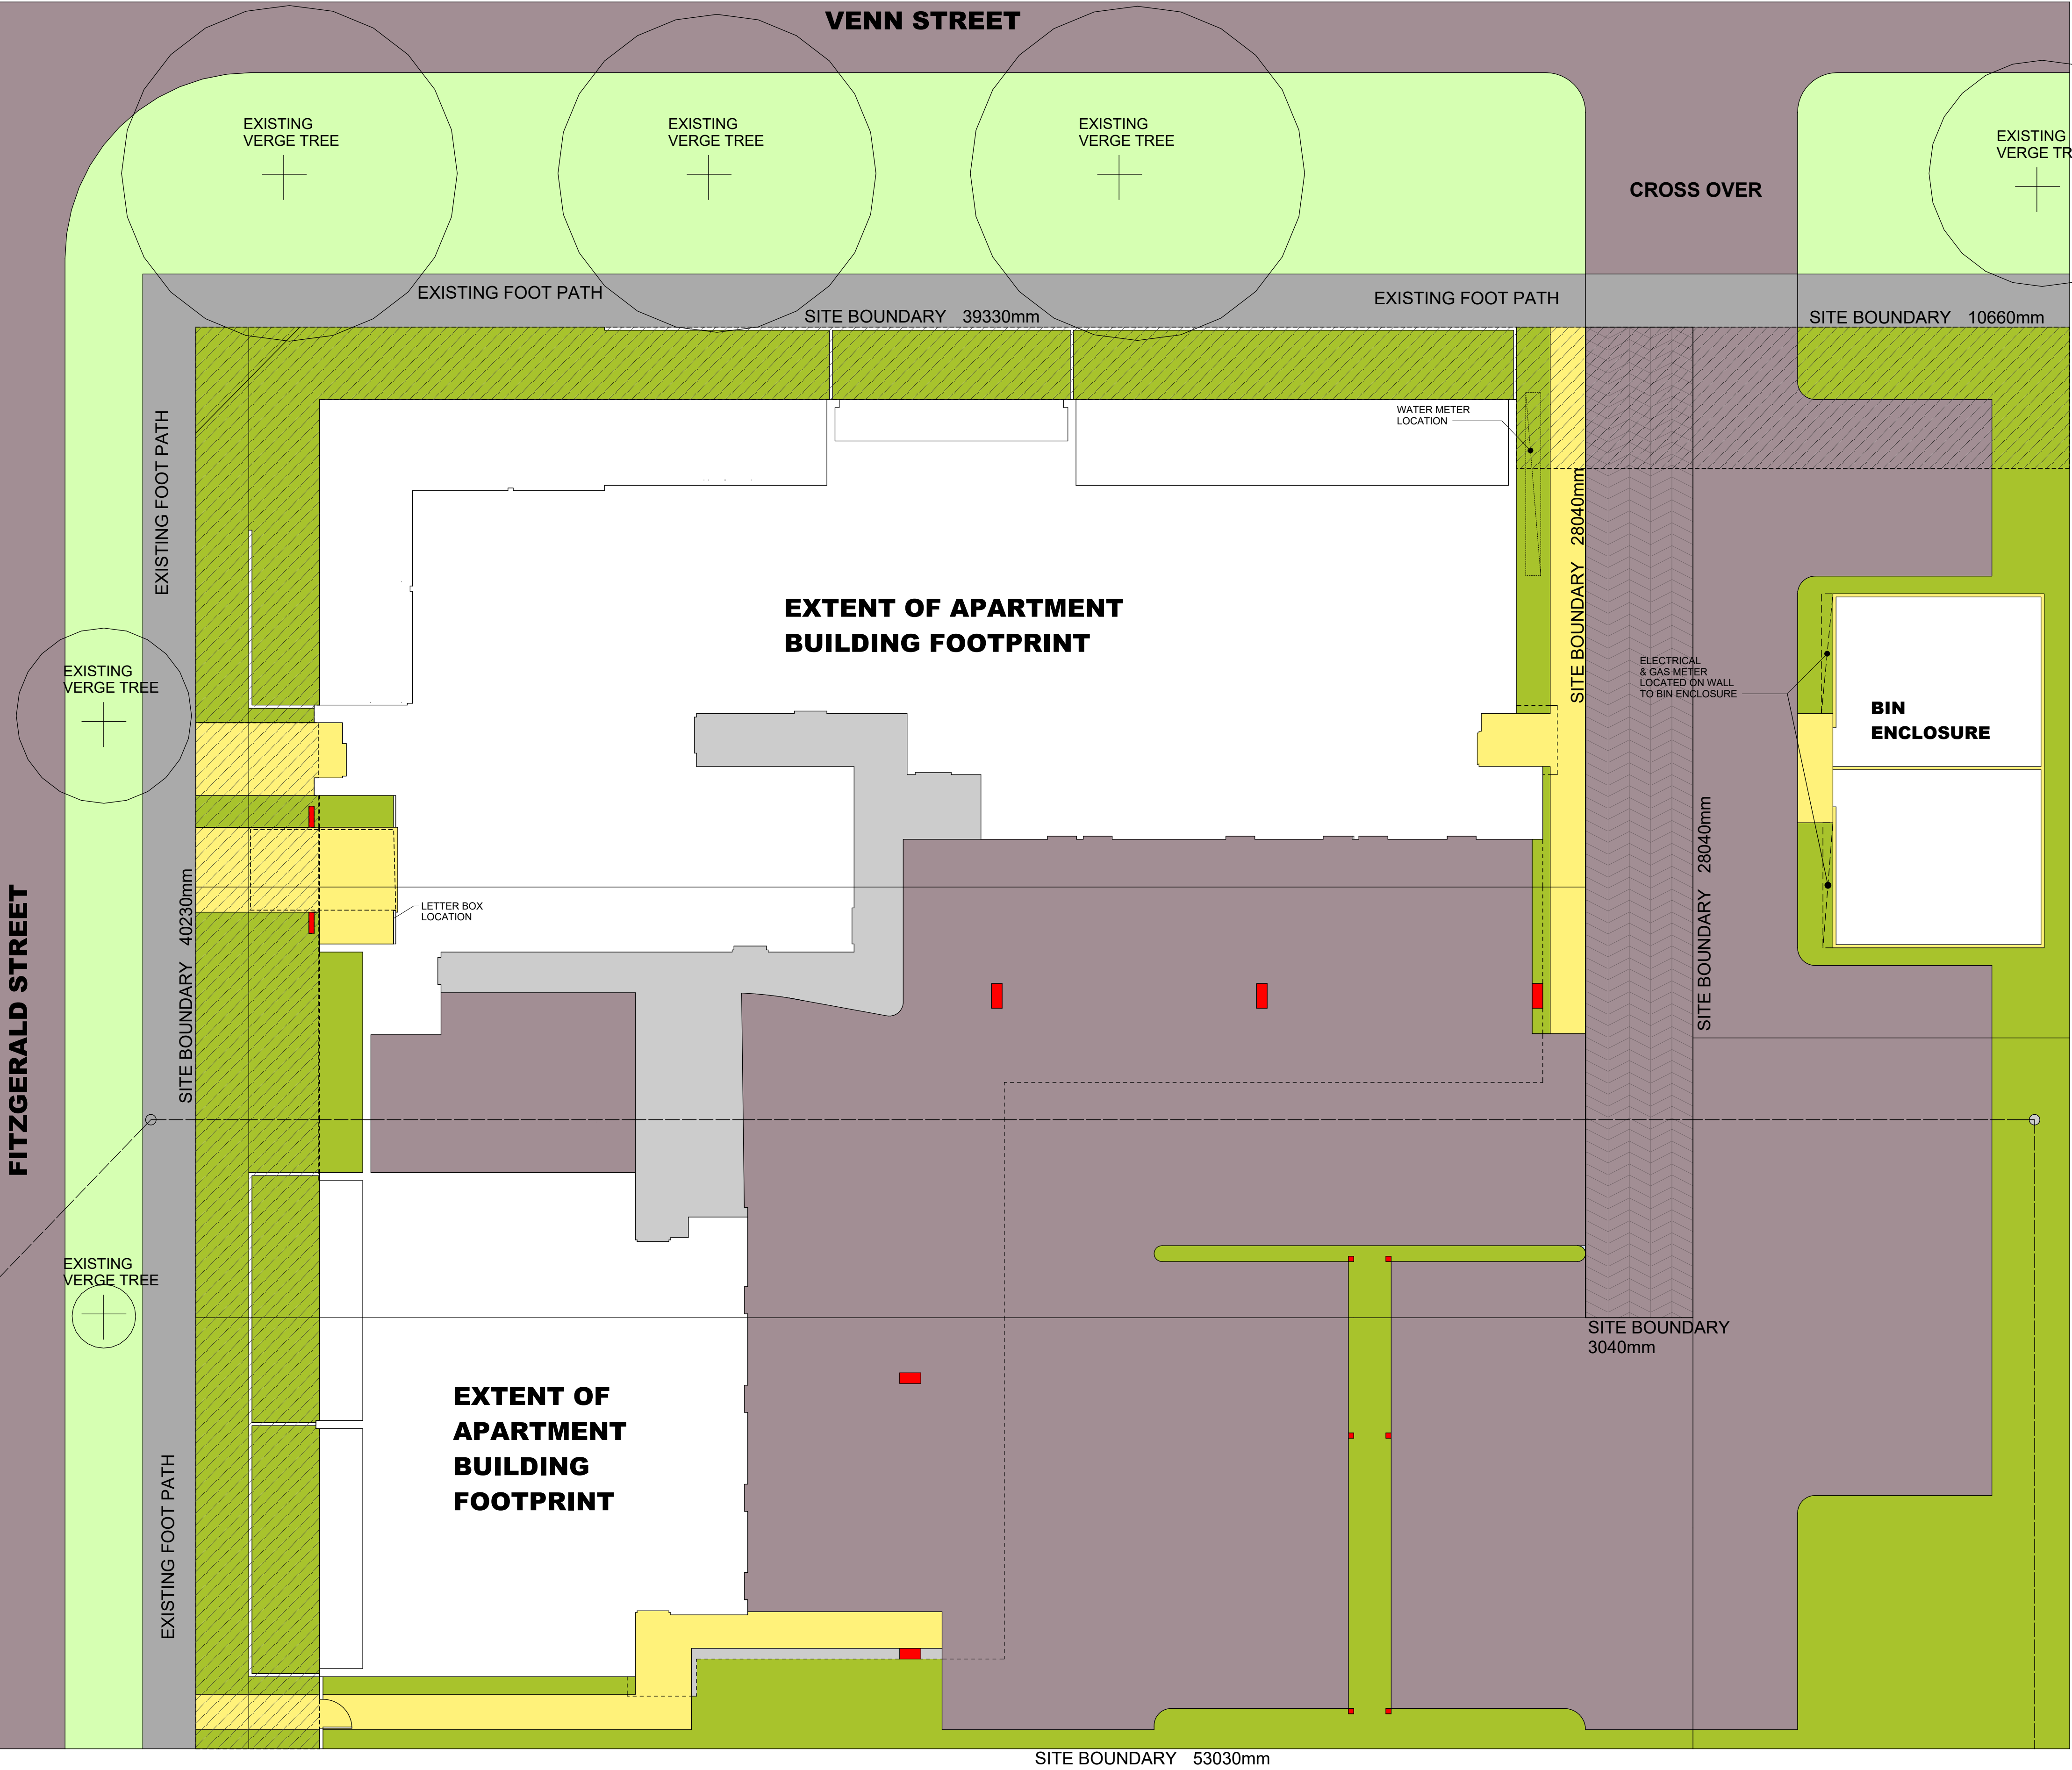 VENN STREET
EXISTING
VERGE TREE
EXISTING
VERGE TREE
EXISTING
VERGE TREE
EXISTING
VERGE TR
CROSS OVER
EXISTING FOOT PATH
EXISTING FOOT PATH
SITE BOUNDARY 39330mm
SITE BOUNDARY 10660mm
EXISTING FOOT PATH
WATER METER
LOCATION
SITE BOUNDARY 28040mm
EXTENT OF APARTMENT
BUILDING FOOTPRINT
EXISTING
VERGE TREE
ELECTRICAL
& GAS METER
LOCATED ON WALL
TO BIN ENCLOSURE
BIN
ENCLOSURE
SITE BOUNDARY 28040mm
SITE BOUNDARY 40230mm
LETTER BOX
LOCATION
FITZGERALD STREET
EXISTING
VERGE TREE
SITE BOUNDARY
3040mm
EXTENT OF
APARTMENT
BUILDING
FOOTPRINT
EXISTING FOOT PATH
SITE BOUNDARY 53030mm